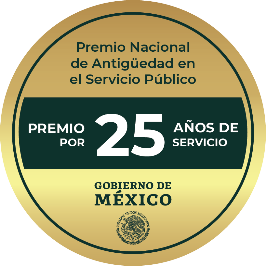 Premio Nacional
de Antigüedad en
el Servicio Público
PREMIO
POR
25
AÑOS DE
SERVICIO
GOBIERNO DE
MÉXICO